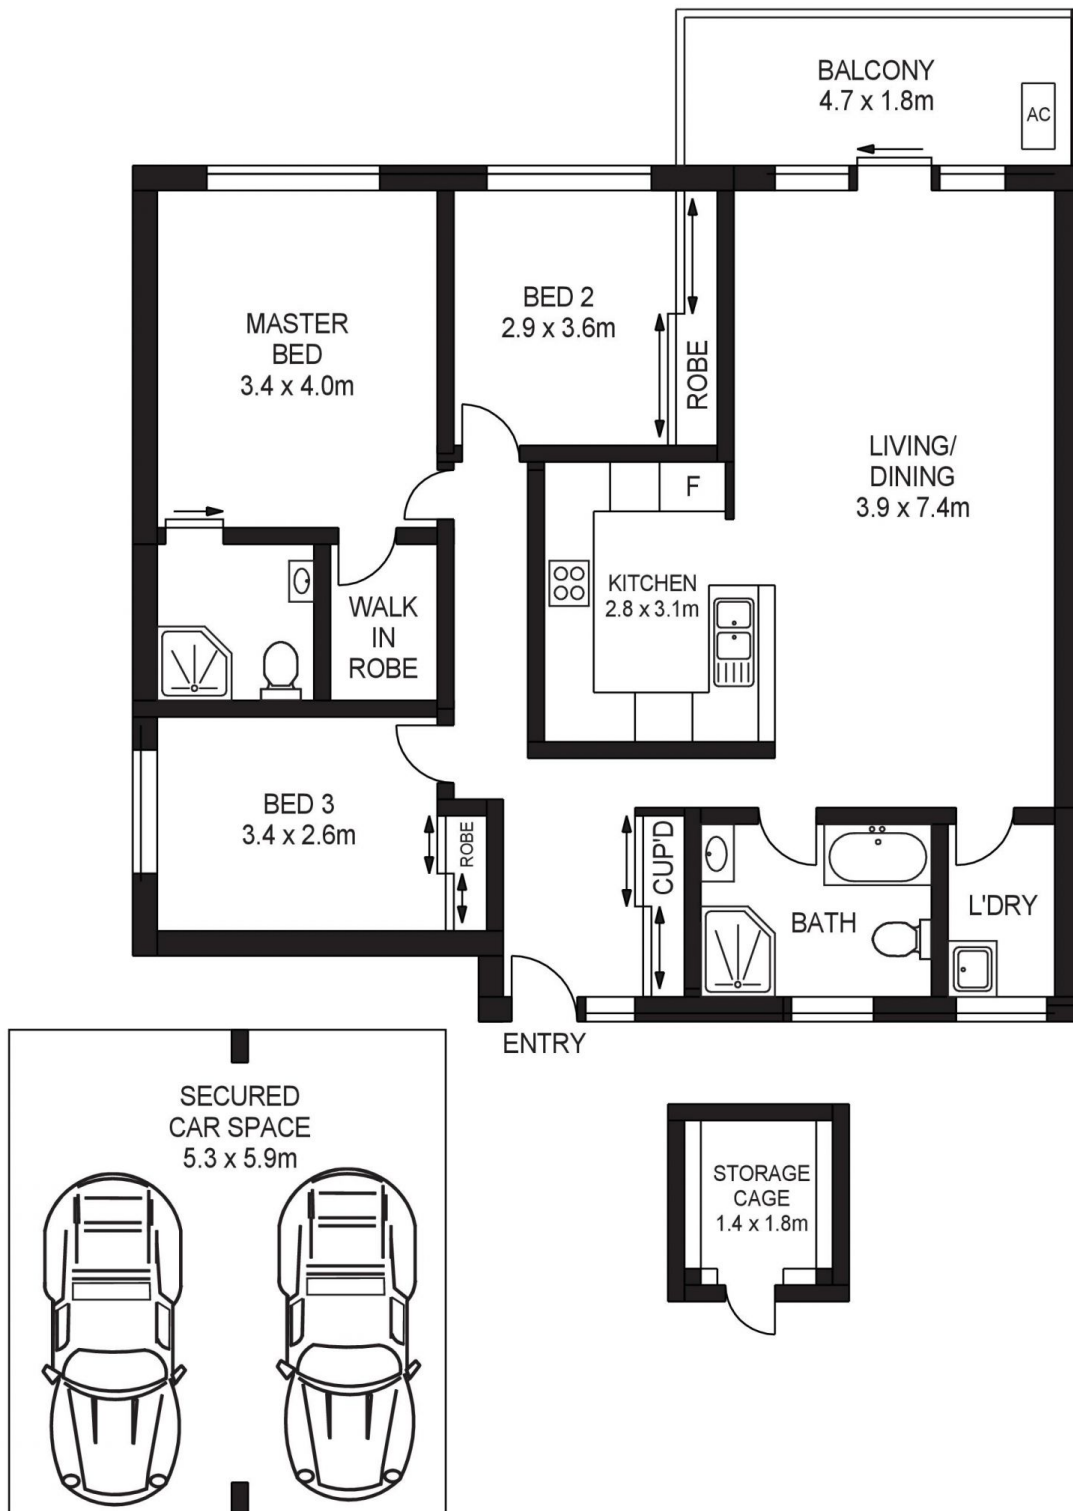 BALCONY
4.7 x 1.8m
AC
MASTER
BED
3.4 x 4.0m
BED 2
2.9 x 3.6m
ROBE
LIVING/
DINING
3.9 x 7.4m
F
KITCHEN
2.8 x 3.1m
WALK
IN
ROBE
BED 3
3.4 x 2.6m
ROBE
CUP'D
BATH
L'DRY
ENTRY
SECURED
CAR SPACE
5.3 x 5.9m
STORAGE
CAGE
1.4 x 1.8m